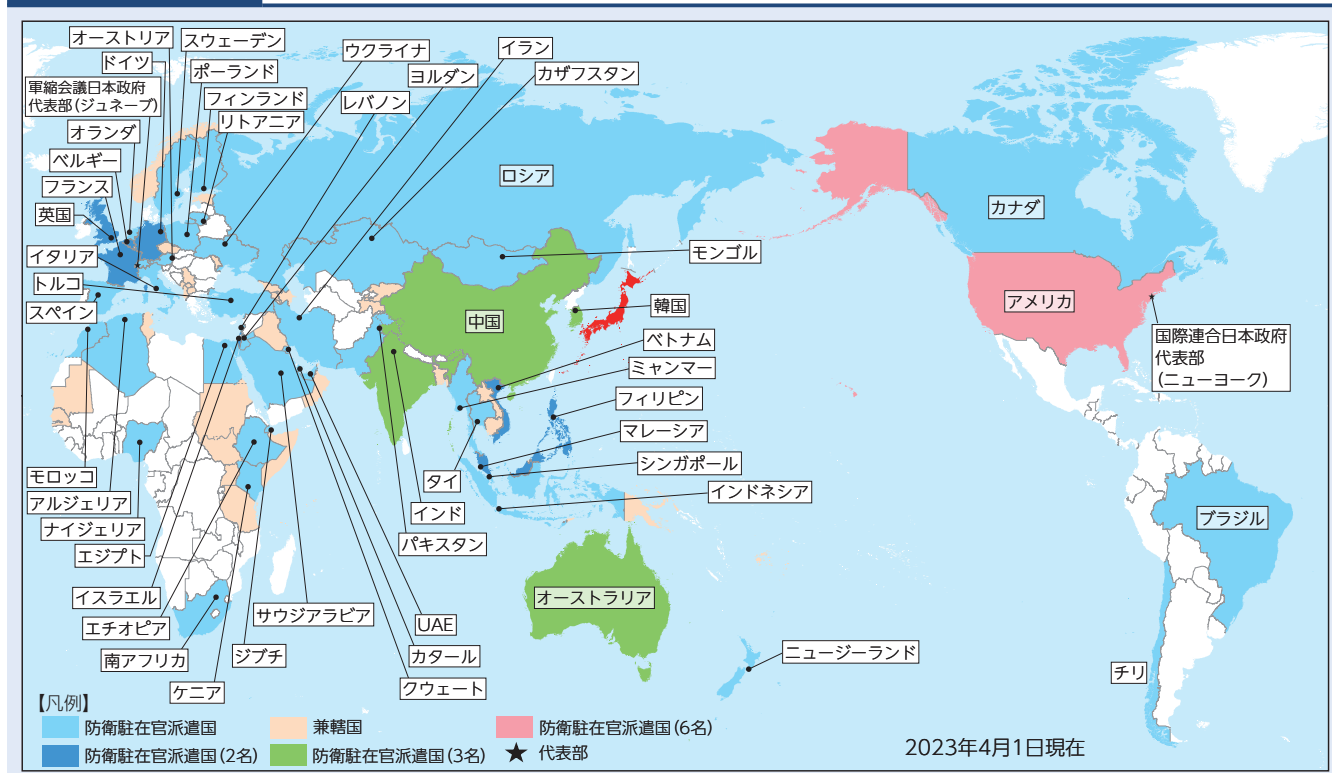 オーストリア
スウェーデン
ドイツ
ポーランド
軍縮会議日本政府
代表部(ジュネーブ)
フィンランド
リトアニア
オランダ
ベルギー
フランス
英国
イタリア
トルコ
スペイン
ウクライナ
レバノン
ヨルダン
イラン
カザフスタン
ロシア
モンゴル
中国
韓国
ベトナム
ミャンマー
フィリピン
マレーシア
シンガポール
インドネシア
タイ
インド
パキスタン
モロッコ
アルジェリア
ナイジェリア
エジプト
イスラエル
エチオピア
南アフリカ
ケニア
ジブチ
サウジアラビア
UAE
カタール
クウェート
オーストラリア
ニュージーランド
カナダ
アメリカ
国際連合日本政府
代表部
(ニューヨーク)
ブラジル
チリ
【凡例】
防衛駐在官派遣国
兼轄国
防衛駐在官派遣国(6名)
防衛駐在官派遣国(2名)
防衛駐在官派遣国(3名)
★ 代表部
2023年4月1日現在